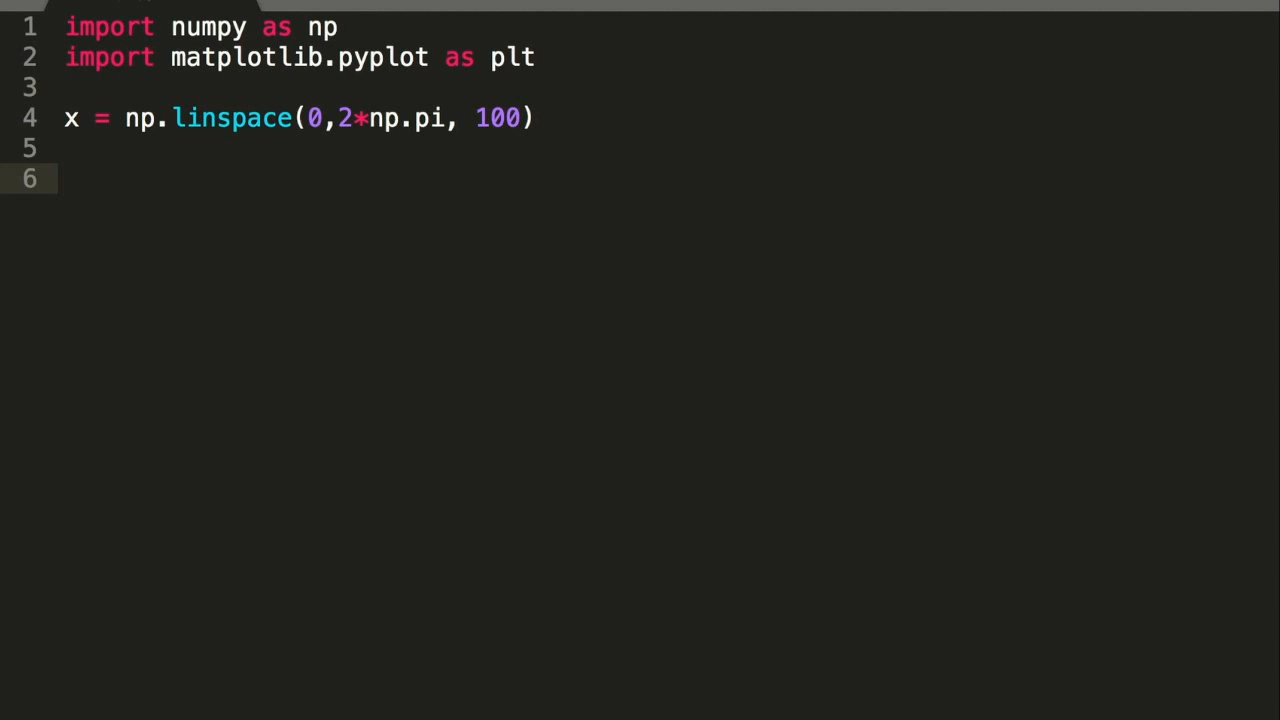 1 import numpy as np
2 import matplotlib.pyplot as plt
3
4 x = np.linspace(0,2*np.pi, 100)
5
6